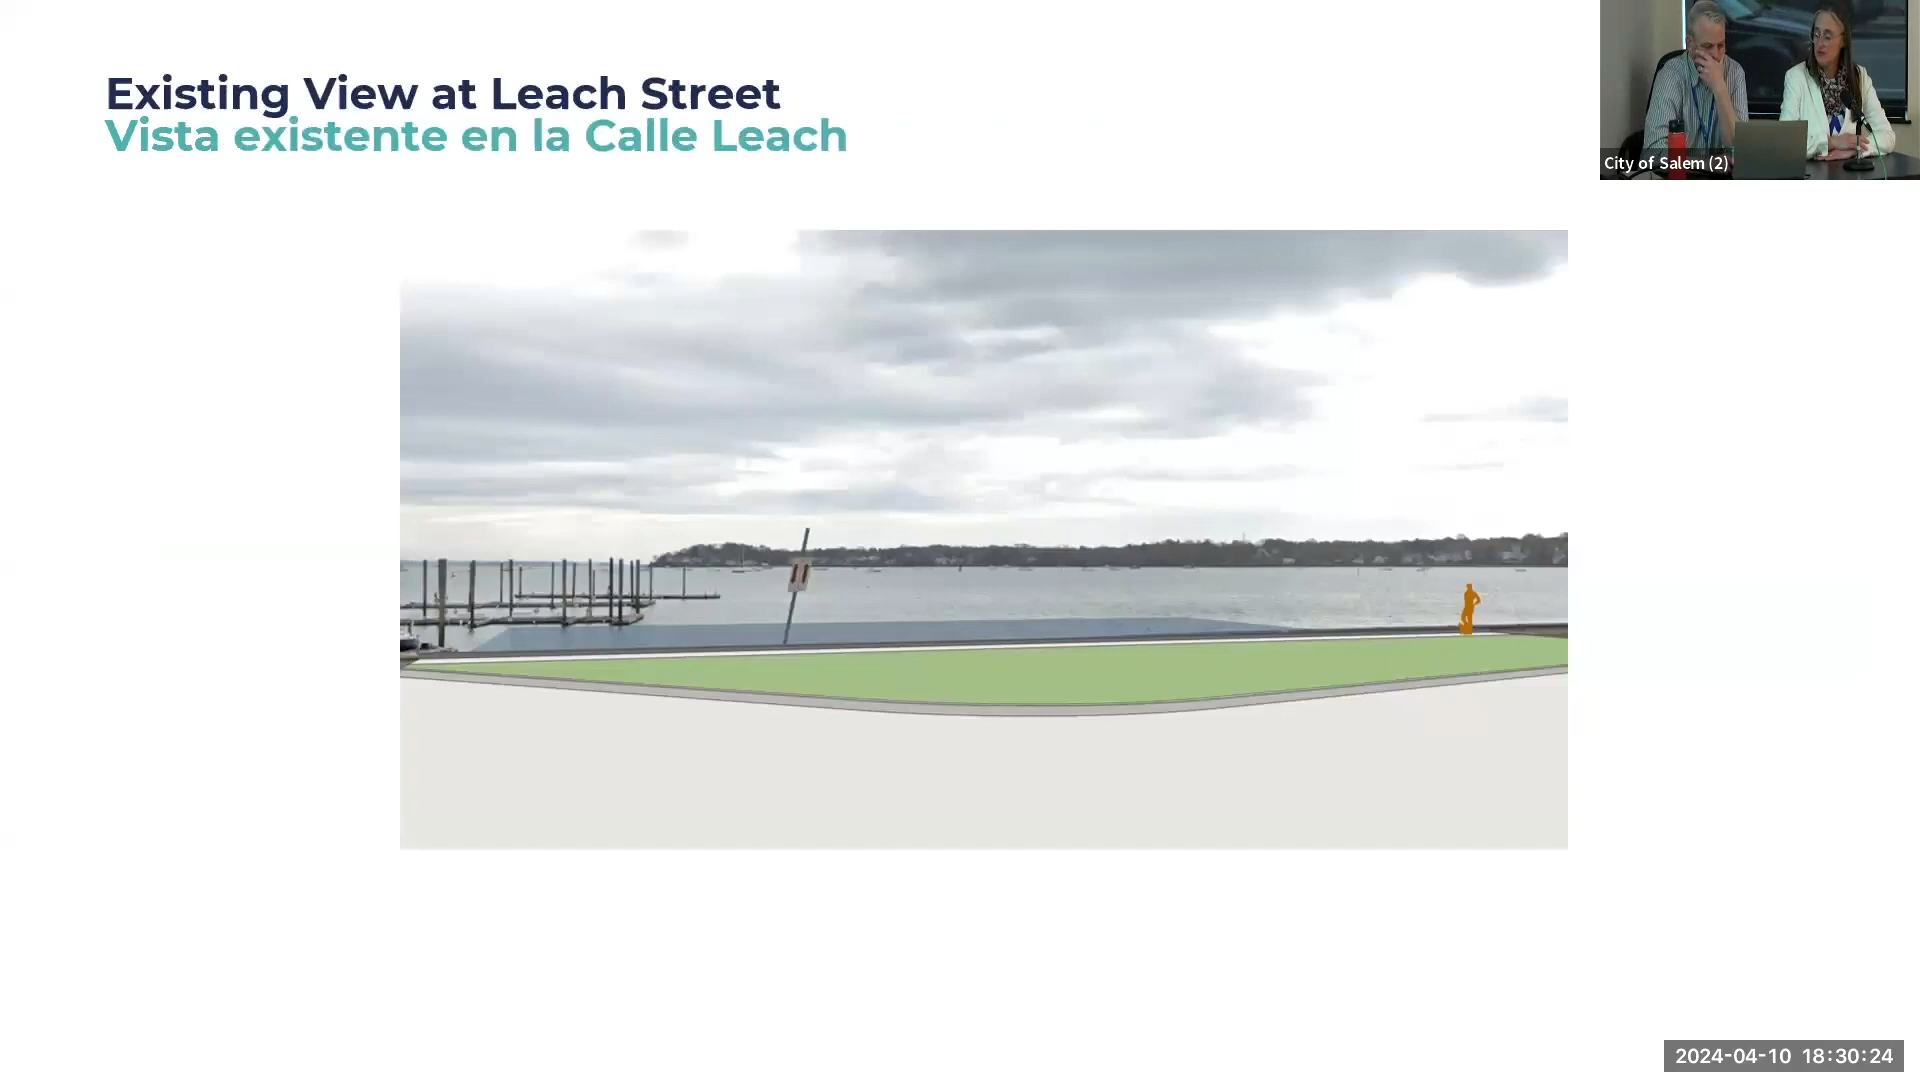 Existing View at Leach Street
Vista existente en la Calle Leach
City of Salem (2)
2024-04-10 18:30:24